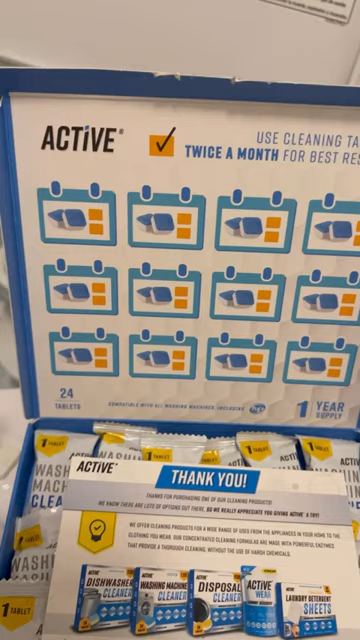 ACTIVE®
USE CLEANING TA
TWICE A MONTH FOR BEST RES
24
TABLETS
COMPATIBLE WITH ALL WASHING MACHINES, INCLUDING
1 YEAR
SUPPLY
1 TABLET
1 TABLET
1 TABLET
1 TABLET
WASH
MACH
CLEA
ACTIVE®
THANK YOU!
THANKS FOR PURCHASING ONE OF OUR CLEANING PRODUCTS!
WE KNOW THERE ARE LOTS OF OPTIONS OUT THERE, SO WE REALLY APPRECIATE YOU GIVING ACTIVE® A TRY!
WE OFFER CLEANING PRODUCTS FOR A WIDE RANGE OF USES FROM THE APPLIANCES IN YOUR HOME TO THE
CLOTHING YOU WEAR. OUR CONCENTRATED CLEANING FORMULAS ARE MADE WITH POWERFUL ENZYMES
THAT PROVIDE A THOROUGH CLEANING, WITHOUT THE USE OF HARSH CHEMICALS.
DISHWASHER
CLEANER
WASHING MACHINE
CLEANER
DISPOSAL
CLEANER
ACTIVE
WEAR
LAUNDRY DETERGENT
SHEETS
1 TABLET